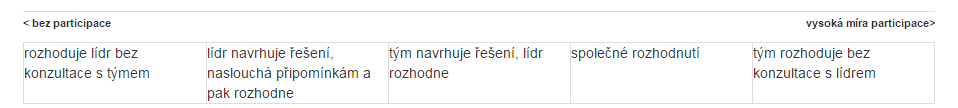 < bez participace
vysoká míra participace>
rozhoduje lídr bez
konzultace s týmem
lídr navrhuje řešení,
naslouchá připomínkám a
pak rozhodne
tým navrhuje řešení, lídr
rozhodne
společné rozhodnutí
tým rozhoduje bez
konzultace s lídrem